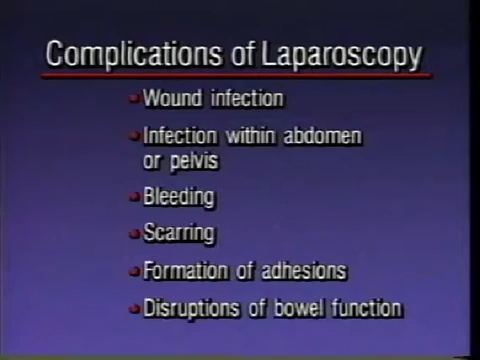 Complications of Laparoscopy
Wound infection
Infection within abdomen
or pelvis
Bleeding
Scarring
Formation of adhesions
Disruptions of bowel function